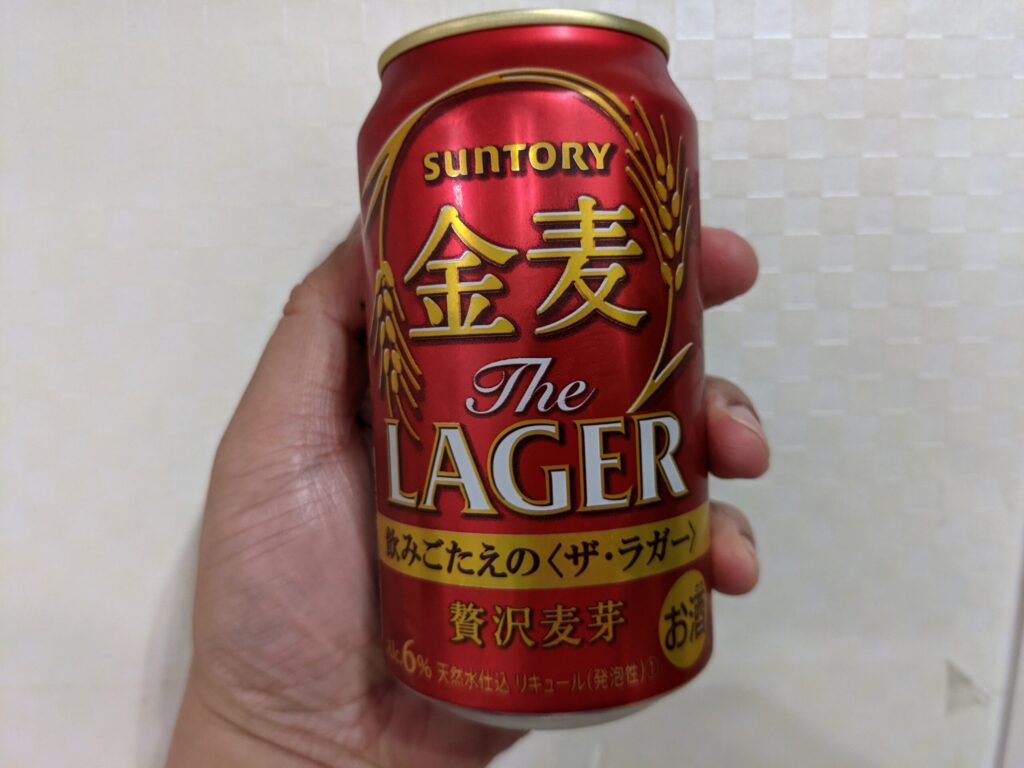 SUNTORY
金麦
The
LAGER
飲みごたえの〈ザ・ラガー〉
贅沢麦芽
お酒
Alc.6% 天然水仕込 リキュール(発泡性)①